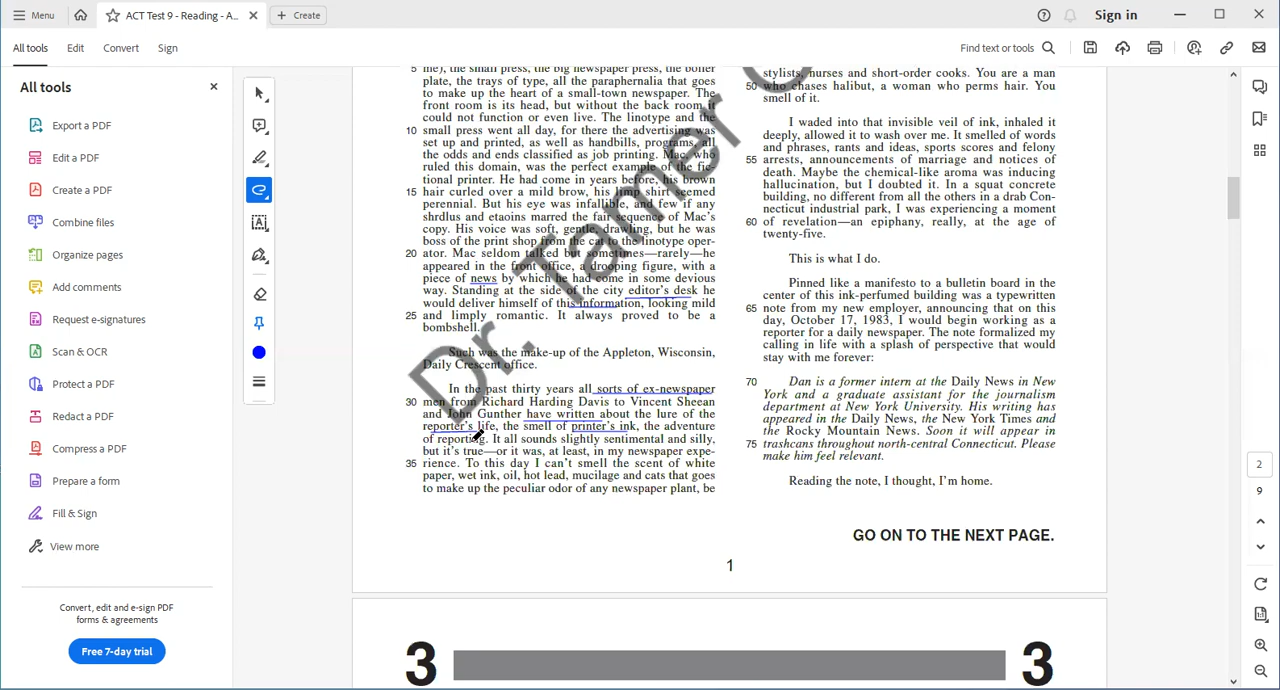 Menu
ACT Test 9 - Reading - A...
Create
Sign in
All tools
Edit
Convert
Sign
Find text or tools
All tools
Export a PDF
Edit a PDF
Create a PDF
Combine files
Organize pages
Add comments
Request e-signatures
Scan & OCR
Protect a PDF
Redact a PDF
Compress a PDF
Prepare a form
Fill & Sign
View more
Convert, edit and e-sign PDF
forms & agreements
Free 7-day trial
5 me), the small press, the big newspaper press, the boiler
plate, the trays of type, all the paraphernalia that goes
to make up the heart of a small-town newspaper. The
front room is its head, but without the back room it
could not function or even live. The linotype and the
10 small press went all day, for there the advertising was
set up and printed, as well as handbills, programs, all
the odds and ends classified as job printing. Mac, who
ruled this domain, was the perfect example of the fic-
tional printer. He had come in years before, his brown
15 hair curled over a mild brow, his limp shirt seemed
perennial. But his eye was infallible, and few if any
shrdlus and etaoins marred the fair sequence of Mac's
copy. His voice was soft, gentle, drawling, but he was
boss of the print shop from the cat to the linotype oper-
20 ator. Mac seldom talked but sometimes—rarely—he
appeared in the front office, a drooping figure, with a
piece of news by which he had come in some devious
way. Standing at the side of the city editor's desk he
would deliver himself of this information, looking mild
25 and limply romantic. It always proved to be a
bombshell.
Such was the make-up of the Appleton, Wisconsin,
Daily Crescent office.
In the past thirty years all sorts of ex-newspaper
30 men from Richard Harding Davis to Vincent Sheean
and John Gunther have written about the lure of the
reporter's life, the smell of printer's ink, the adventure
of reporting. It all sounds slightly sentimental and silly,
but it's true—or it was, at least, in my newspaper expe-
35 rience. To this day I can't smell the scent of white
paper, wet ink, oil, hot lead, mucilage and cats that goes
to make up the peculiar odor of any newspaper plant, be
stylists, nurses and short-order cooks. You are a man
50 who chases halibut, a woman who perms hair. You
smell of it.
I waded into that invisible veil of ink, inhaled it
deeply, allowed it to wash over me. It smelled of words
and phrases, rants and ideas, sports scores and felony
55 arrests, announcements of marriage and notices of
death. Maybe the chemical-like aroma was inducing
hallucination, but I doubted it. In a squat concrete
building, no different from all the others in a drab Con-
necticut industrial park, I was experiencing a moment
60 of revelation—an epiphany, really, at the age of
twenty-five.
This is what I do.
Pinned like a manifesto to a bulletin board in the
center of this ink-perfumed building was a typewritten
65 note from my new employer, announcing that on this
day, October 17, 1983, I would begin working as a
reporter for a daily newspaper. The note formalized my
calling in life with a splash of perspective that would
stay with me forever:
70 Dan is a former intern at the Daily News in New
York and a graduate assistant for the journalism
department at New York University. His writing has
appeared in the Daily News, the New York Times and
the Rocky Mountain News. Soon it will appear in
75 trashcans throughout north-central Connecticut. Please
make him feel relevant.
Reading the note, I thought, I'm home.
GO ON TO THE NEXT PAGE.
1
3
3
Dr. Tamer
2
9